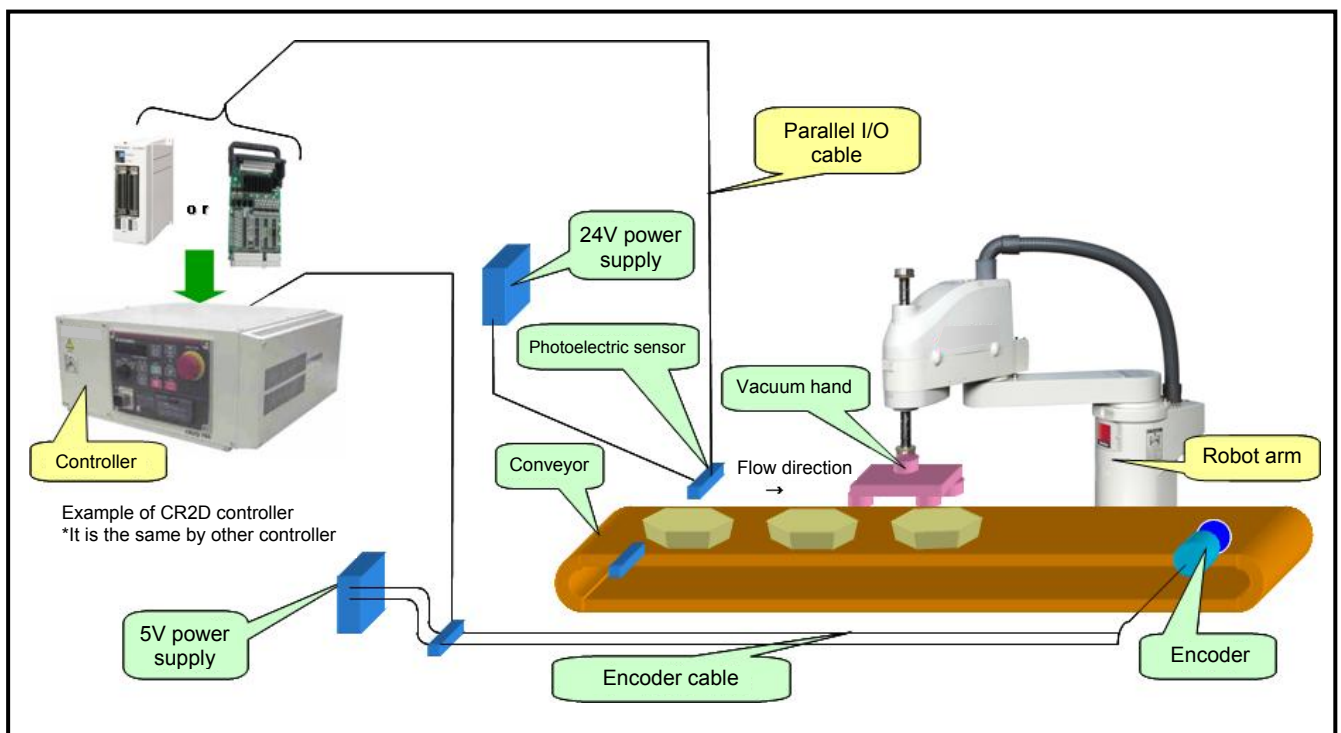 Parallel I/O
cable
o r
24V power
supply
Photoelectric sensor
Vacuum hand
Controller
Conveyor
Flow direction
→
Robot arm
Example of CR2D controller
*It is the same by other controller
5V power
supply
Encoder cable
Encoder